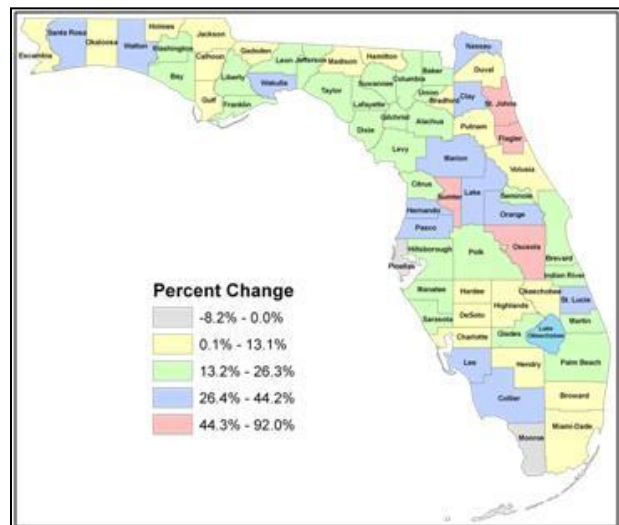 Escambia
Santa Rosa
Okaloosa
Walton
Holmes
Washington
Jackson
Bay
Calhoun
Gulf
Gadsden
Liberty
Franklin
Leon
Wakulla
Jefferson
Madison
Taylor
Hamilton
Suwannee
Lafayette
Dixie
Columbia
Gilchrist
Baker
Union
Bradford
Alachua
Levy
Nassau
Duval
Clay
St. Johns
Putnam
Flagler
Marion
Volusia
Citrus
Sumter
Lake
Seminole
Hernando
Orange
Pasco
Pinellas
Hillsborough
Polk
Osceola
Brevard
Indian River
Manatee
Hardee
Okeechobee
Highlands
St. Lucie
Sarasota
DeSoto
Martin
Charlotte
Glades
Lake
Okeechobee
Lee
Hendry
Palm Beach
Collier
Broward
Monroe
Miami-Dade
Percent Change
-8.2% - 0.0%
0.1% - 13.1%
13.2% - 26.3%
26.4% - 44.2%
44.3% - 92.0%